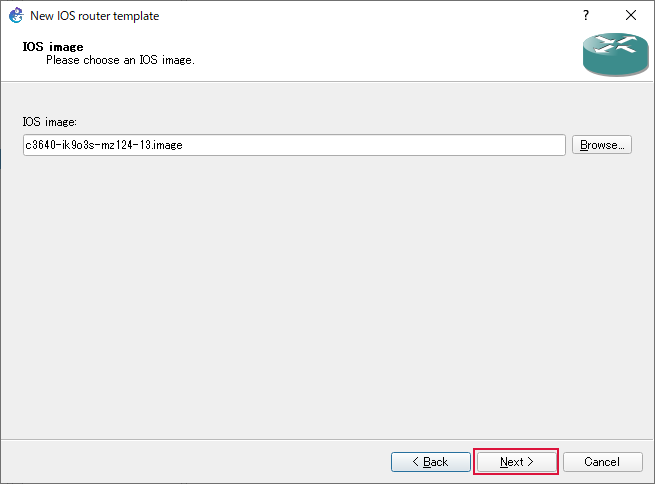 New IOS router template
IOS image
Please choose an IOS image.
IOS image:
c3640-ik9o3s-mz124-13.image
Browse...
< Back
Next >
Cancel